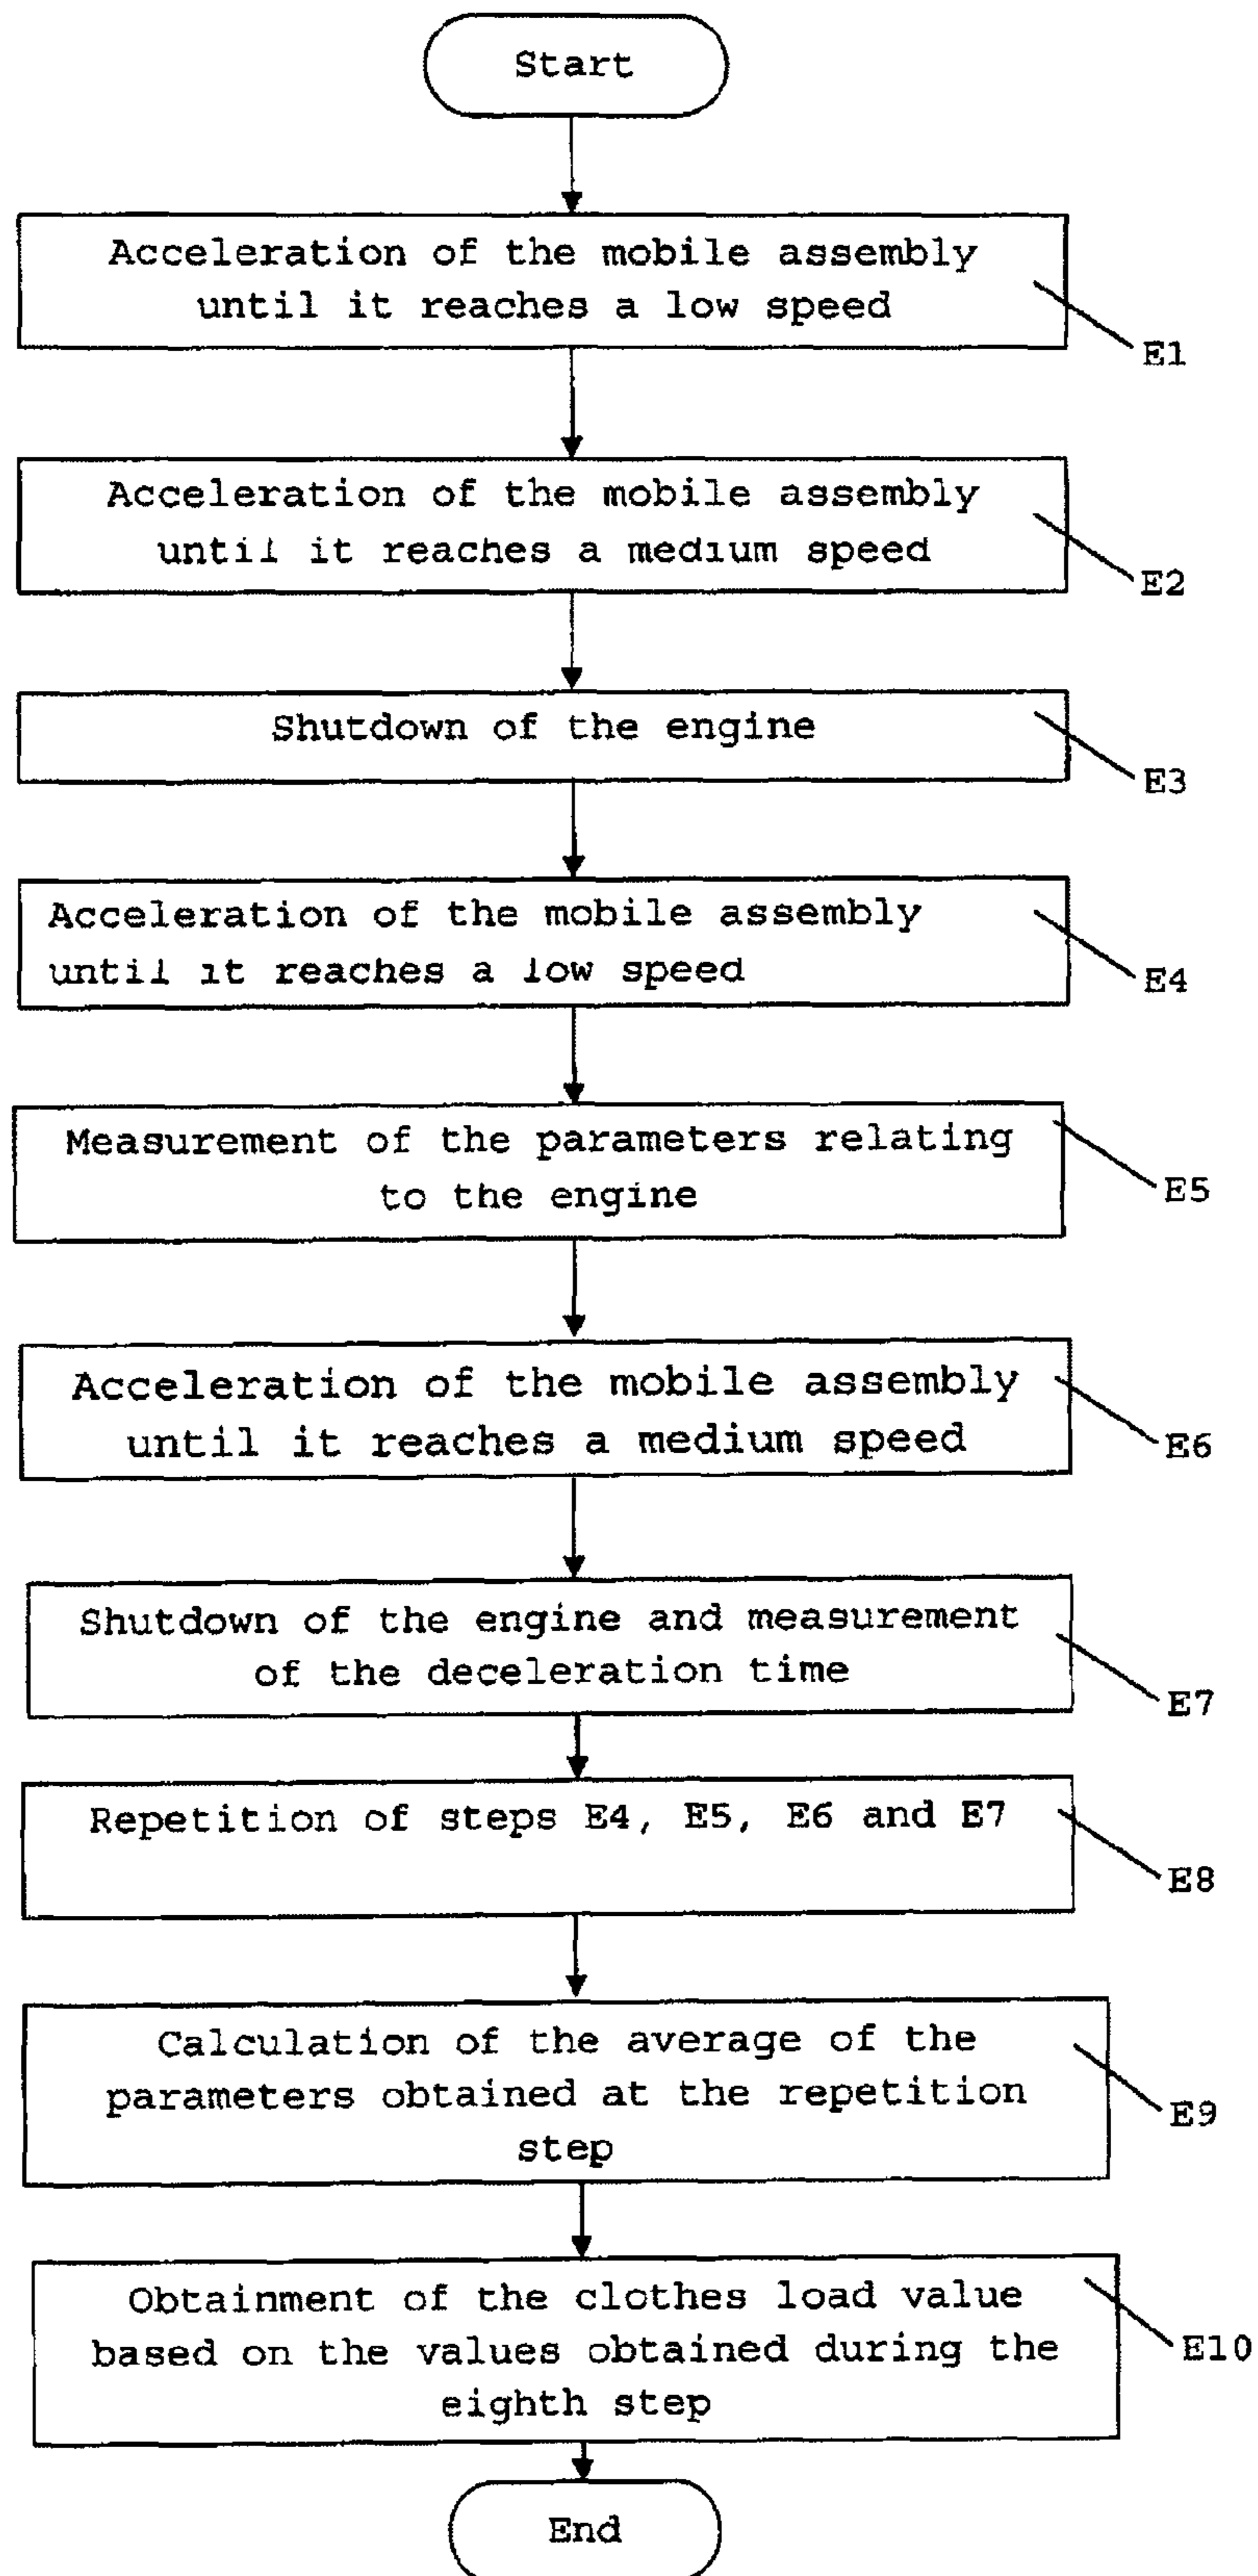 Start
Acceleration of the mobile assembly
until it reaches a low speed
E1
Acceleration of the mobile assembly
until it reaches a medium speed
E2
Shutdown of the engine
E3
Acceleration of the mobile assembly
until it reaches a low speed
E4
Measurement of the parameters relating
to the engine
E5
Acceleration of the mobile assembly
until it reaches a medium speed
E6
Shutdown of the engine and measurement
of the deceleration time
E7
Repetition of steps E4, E5, E6 and E7
E8
Calculation of the average of the
parameters obtained at the repetition
step
E9
Obtainment of the clothes load value
based on the values obtained during the
eighth step
E10
End